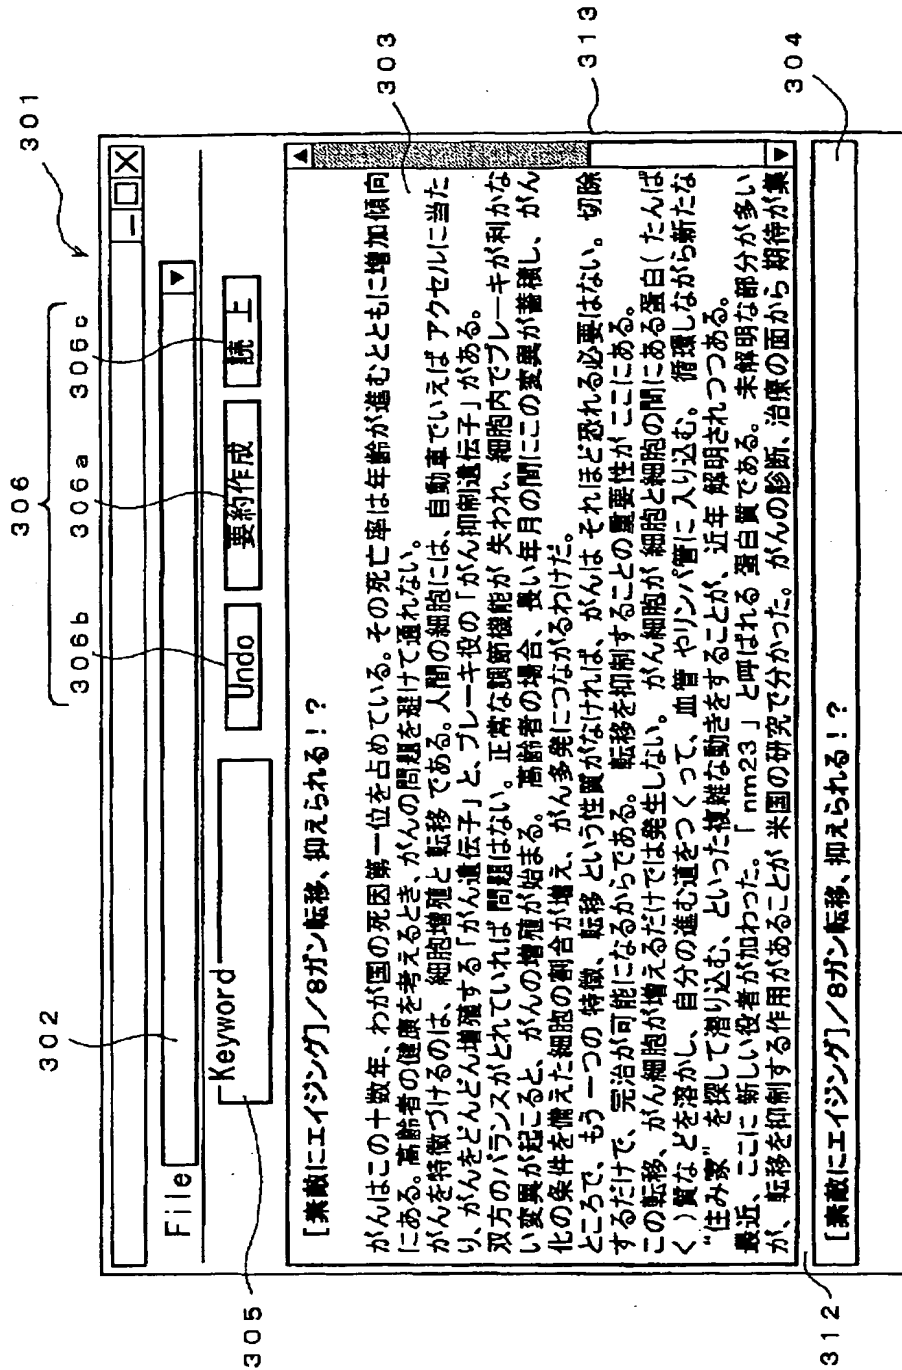 301
306
306b 306a 306c
302
File
Keyword
305
Undo 要約作成 読 上
[素敵にエイジング]/8ガン転移、抑えられる!?
がんはこの十数年、わが国の死因第一位を占めている。その死亡率は年齢が進むとともに増加傾向
にある。高齢者の健康を考えるとき、がんの問題を避けて通れない。
がんを特徴づけるのは、細胞増殖と 転移 である。人間の細胞には、自動車でいえば アクセルに当た
り、がんをどんどん増殖する「がん遺伝子」と、ブレーキ役の「がん抑制遺伝子」がある。
双方のバランスがとれていれば 問題はない。正常な調節機能が 失われ、細胞内でブレーキが利かな
い変異が起こると、がんの増殖が始まる。 高齢者の場合、長い年月の間にこの変異が蓄積し、がん
化の条件を備えた細胞の割合が増え、がん多発につながるわけだ。
ところで、もう一つの 特徴、転移 という性質がなければ、がんは それほど恐れる必要はない。 切除
するだけで、完治が可能になるからである。 転移を抑制することの重要性が ここにある。
この転移、がん細胞が増えるだけでは発生しない。 がん細胞が 細胞と細胞の間にある蛋白(たんぱ
く)質な どを溶かし、自分の進む道をつ くって、血管 やリンパ管に 入り込む。 循環しながら新たな
“住み家” を探して潜り込む、といった複雑な動きをすることが、近年 解明されつつある。
最近、ここに 新しい役者が加わった。「nm23」と呼ばれる 蛋白質である。未解明な部分が多い
が、転移を抑制する作用があることが 米国の研究で分かった。がんの診断、治療の面から 期待が集
303
313
312
[素敵にエイジング]/8ガン転移、抑えられる!?
304